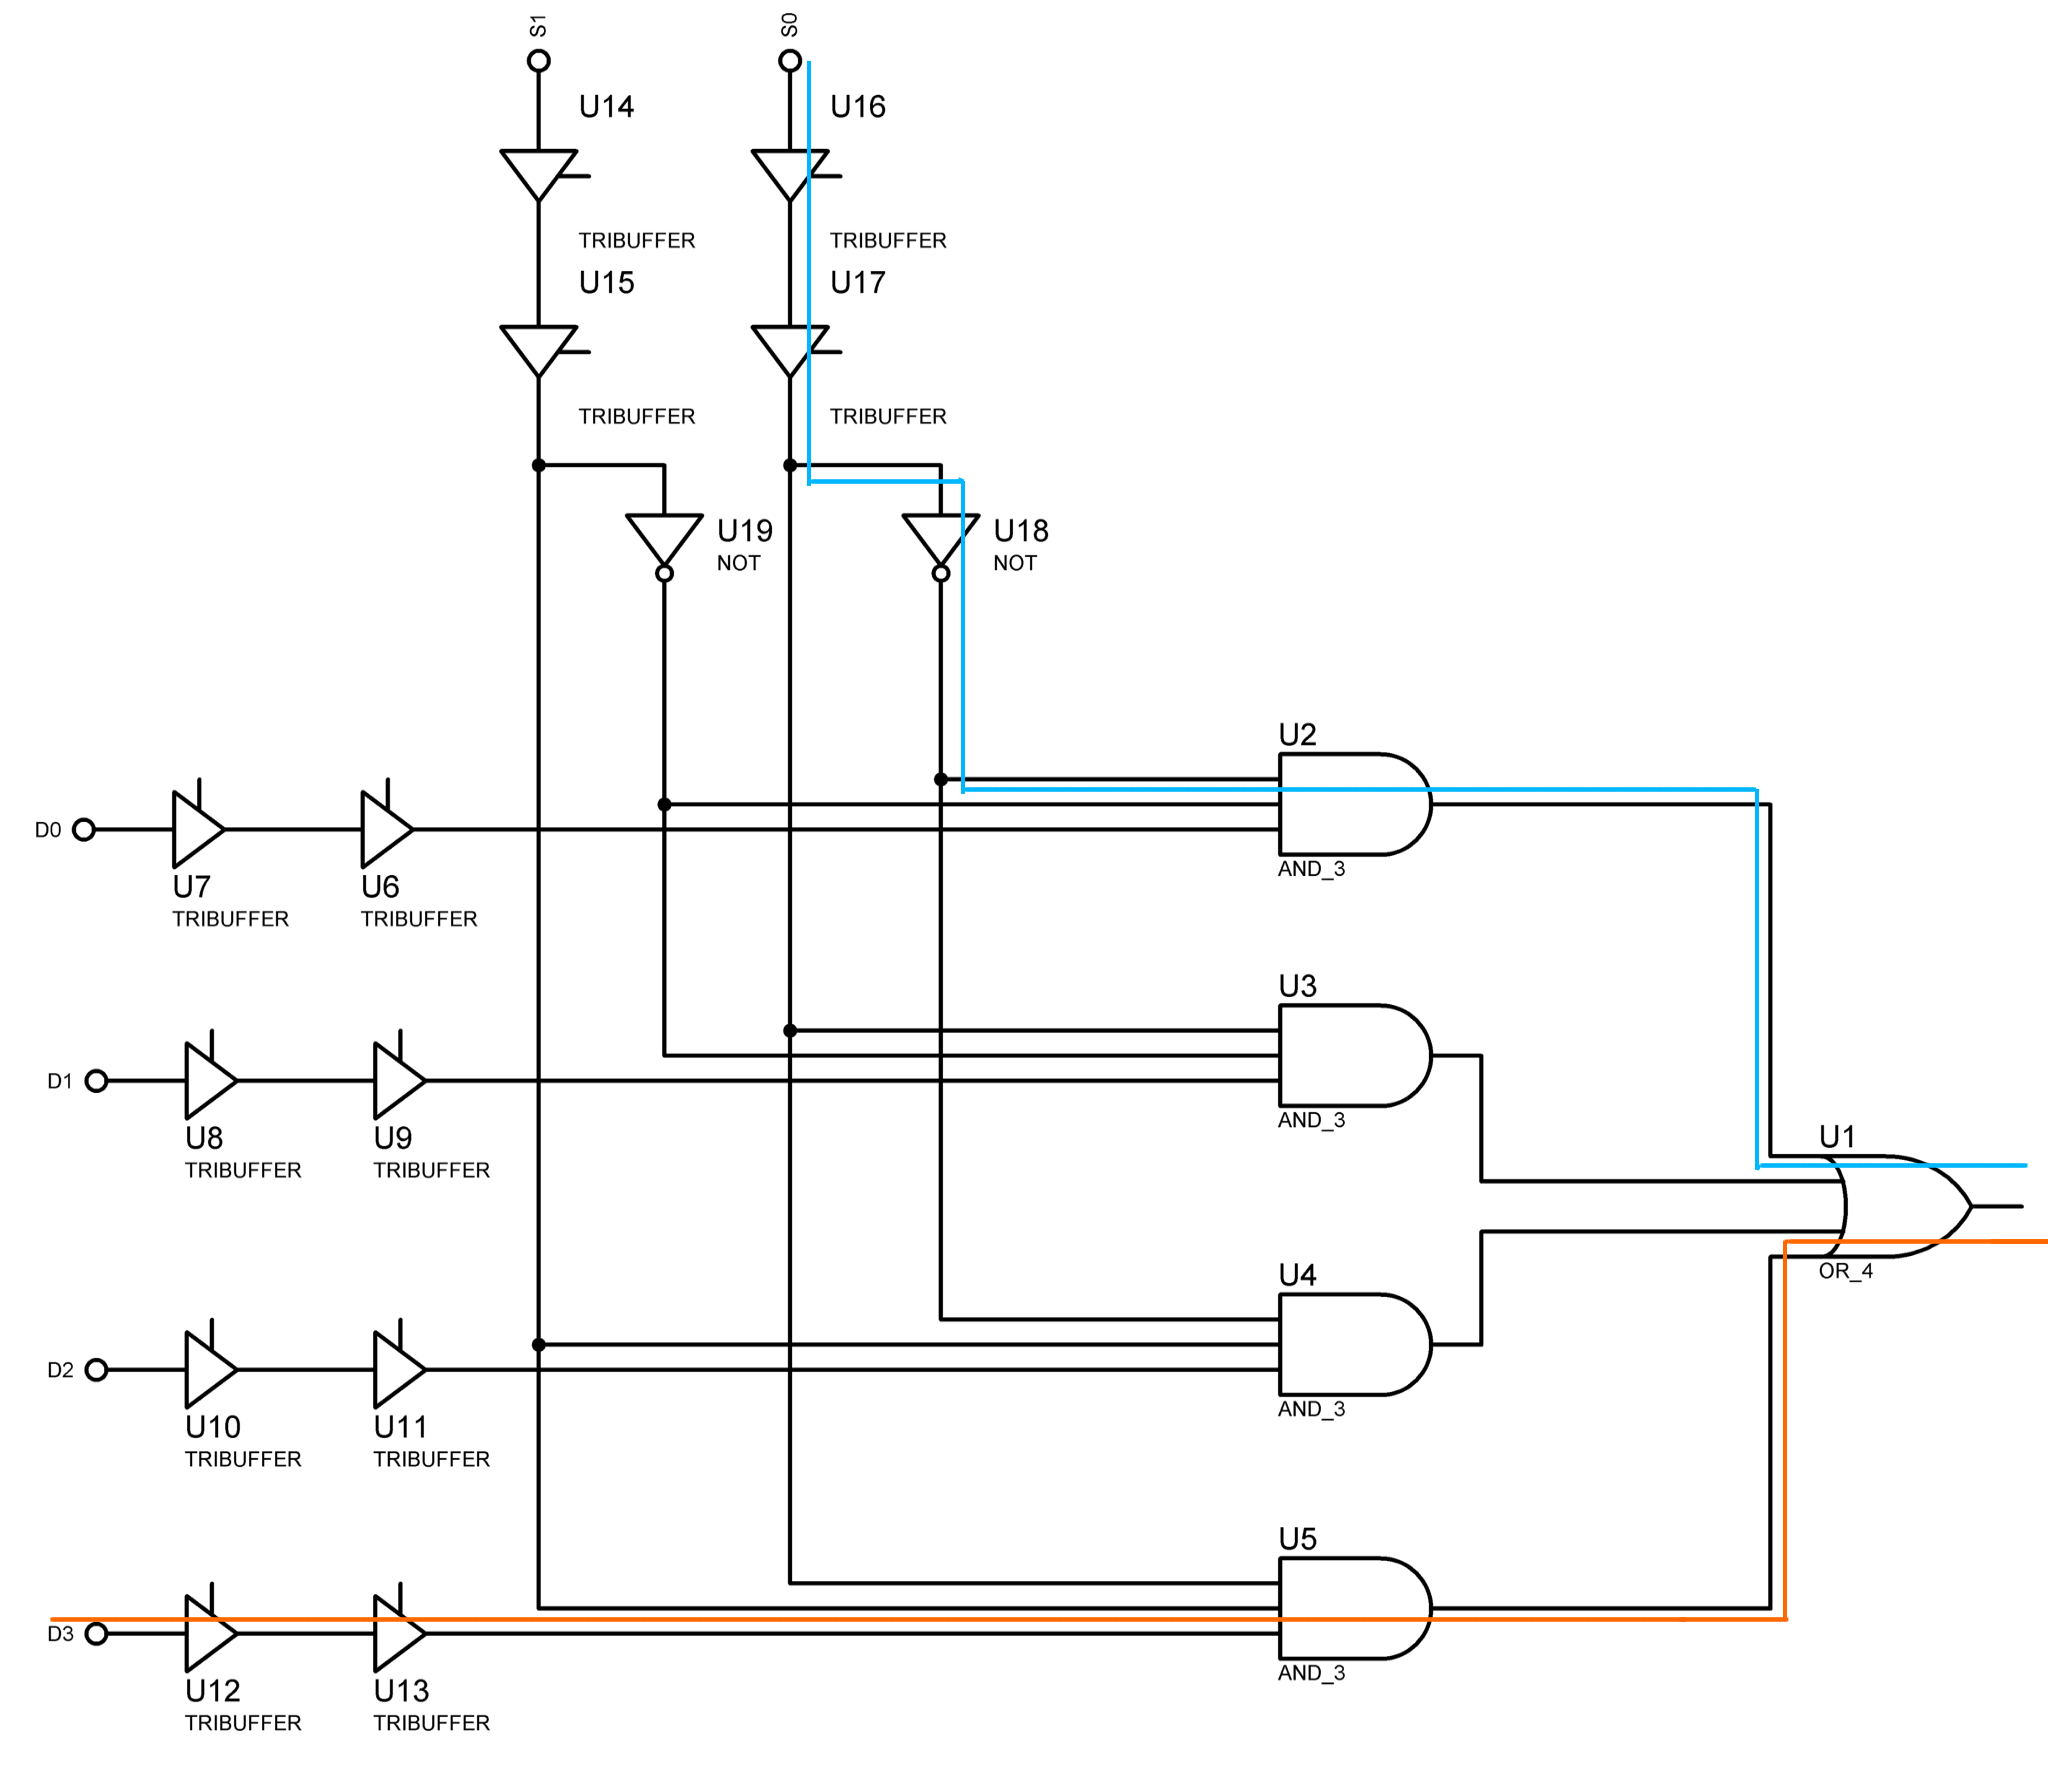 S1
S0
U14
U16
TRIBUFFER
TRIBUFFER
U15
U17
TRIBUFFER
TRIBUFFER
U19
NOT
U18
NOT
U2
D0
AND_3
U7
TRIBUFFER
U6
TRIBUFFER
U3
D1
AND_3
U8
TRIBUFFER
U9
TRIBUFFER
U1
OR_4
U4
D2
AND_3
U10
TRIBUFFER
U11
TRIBUFFER
U5
D3
AND_3
U12
TRIBUFFER
U13
TRIBUFFER